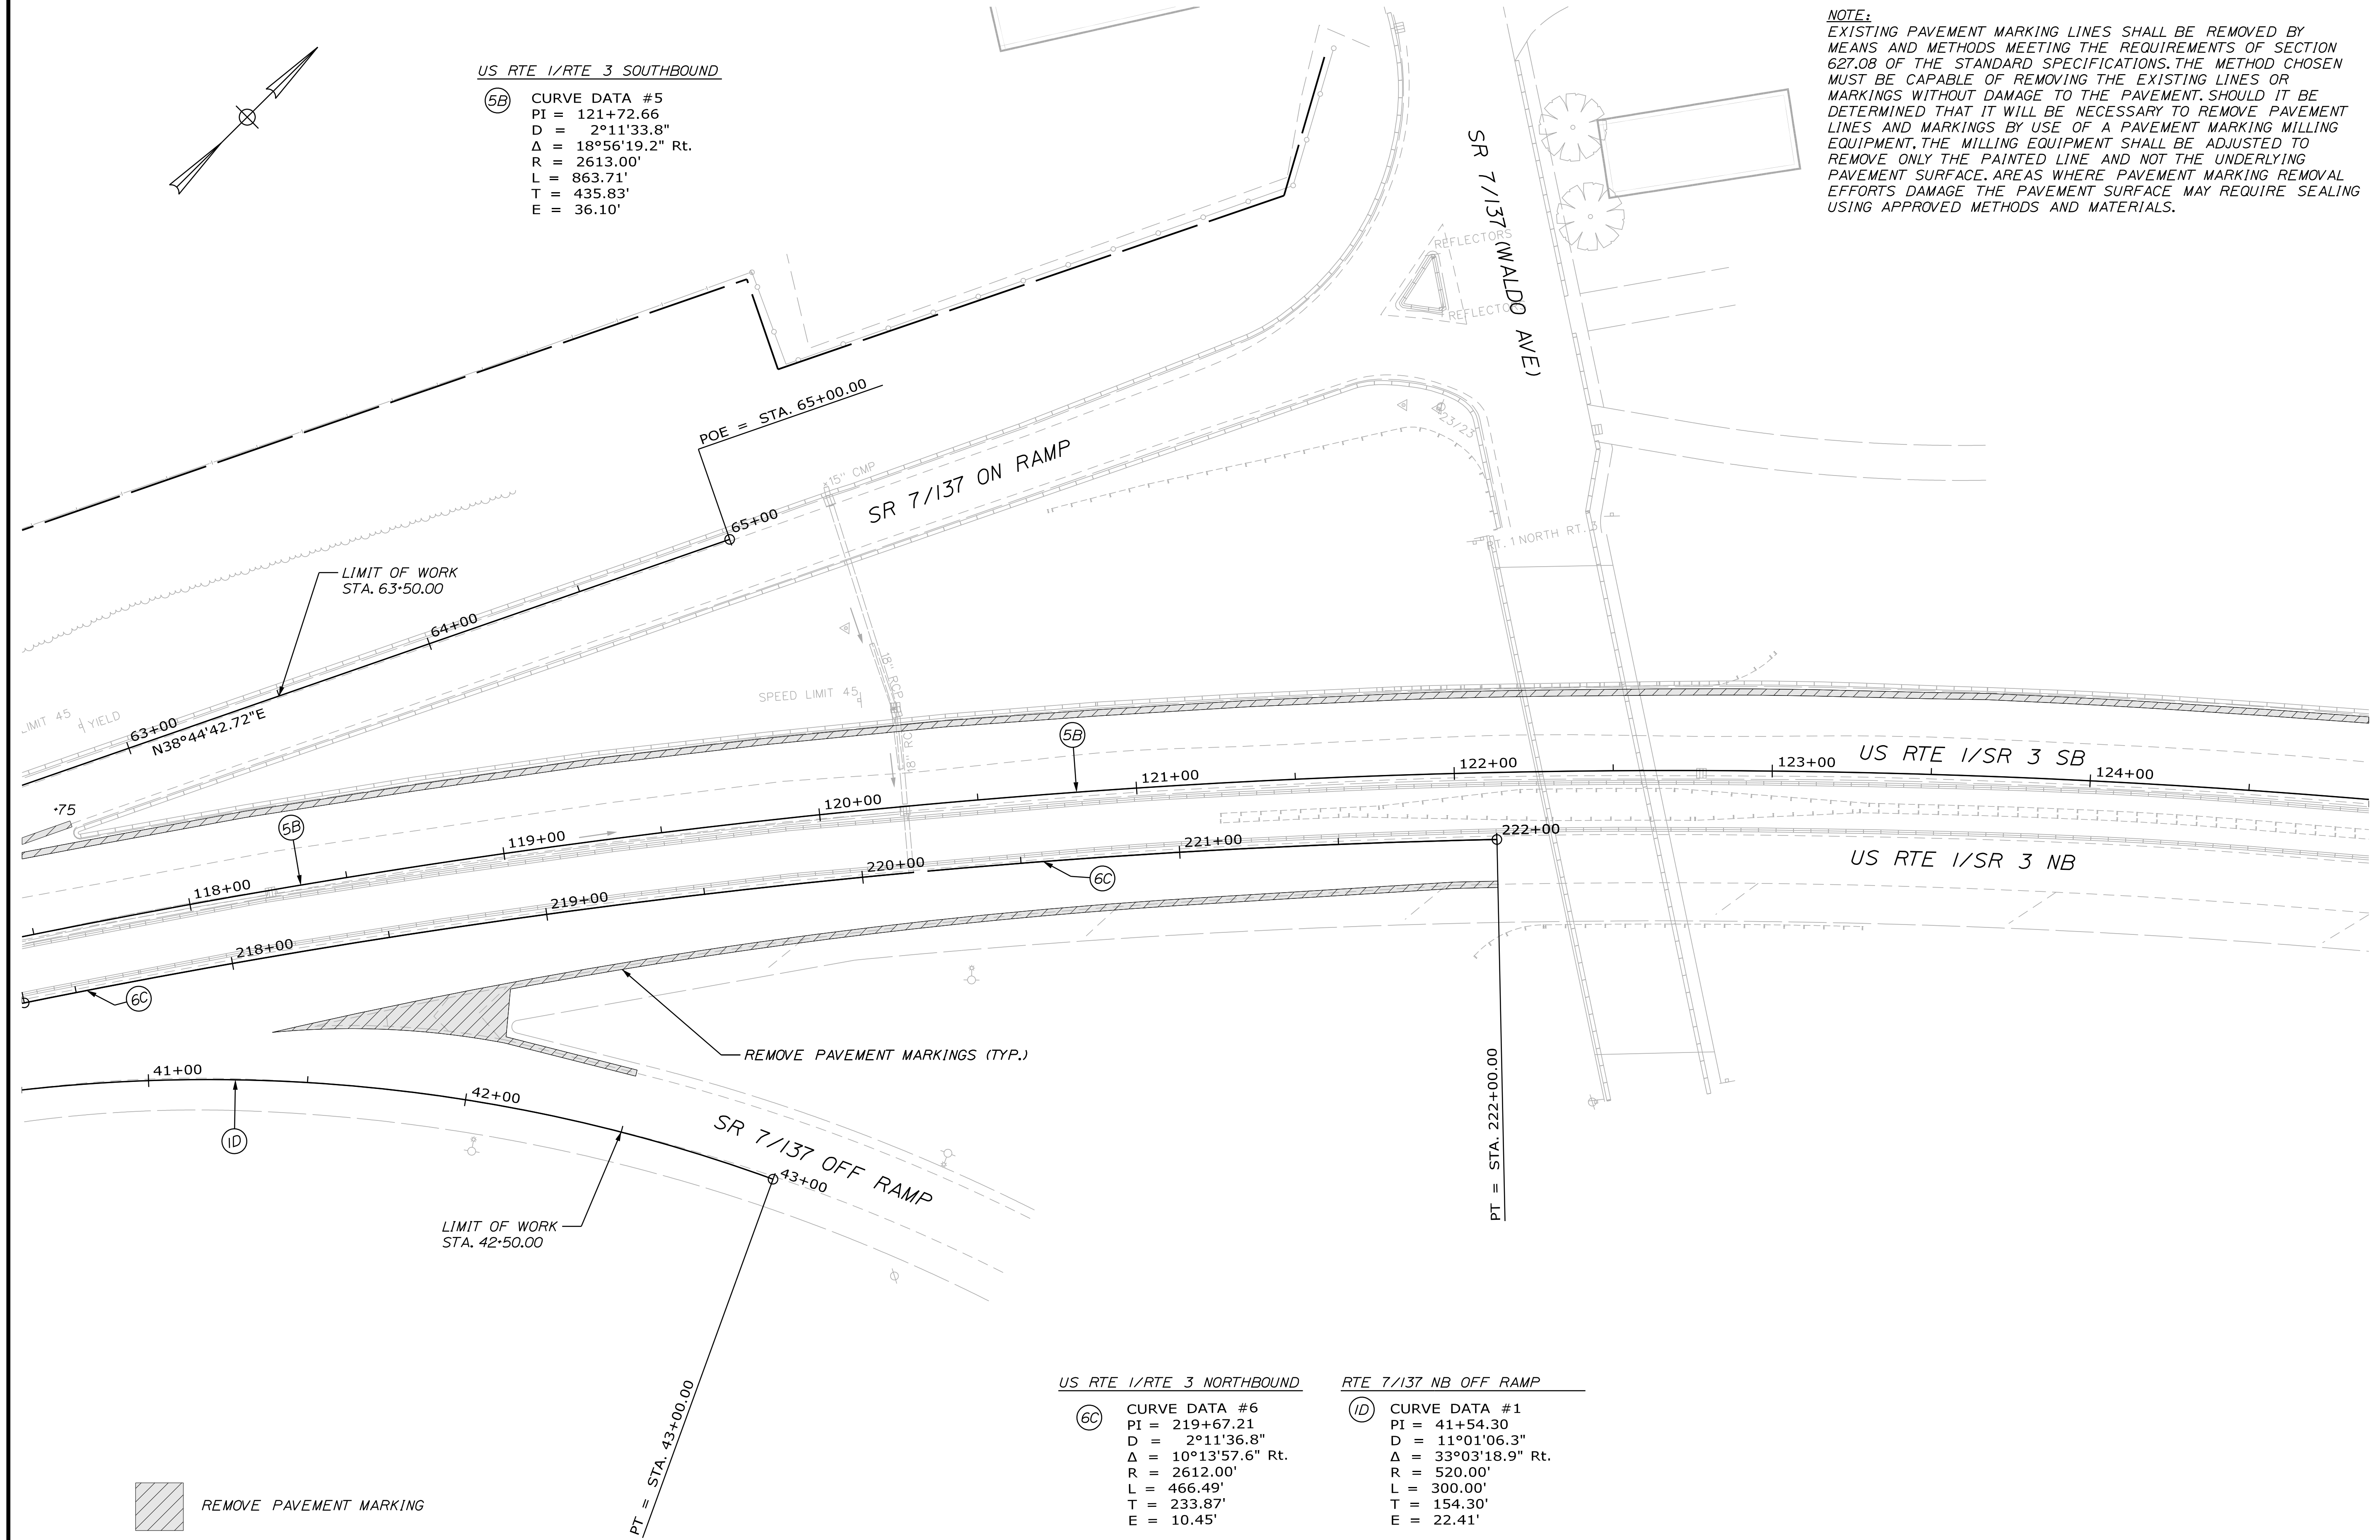 NOTE:
EXISTING PAVEMENT MARKING LINES SHALL BE REMOVED BY
MEANS AND METHODS MEETING THE REQUIREMENTS OF SECTION
627.08 OF THE STANDARD SPECIFICATIONS. THE METHOD CHOSEN
MUST BE CAPABLE OF REMOVING THE EXISTING LINES OR
MARKINGS WITHOUT DAMAGE TO THE PAVEMENT. SHOULD IT BE
DETERMINED THAT IT WILL BE NECESSARY TO REMOVE PAVEMENT
LINES AND MARKINGS BY USE OF A PAVEMENT MARKING MILLING
EQUIPMENT, THE MILLING EQUIPMENT SHALL BE ADJUSTED TO
REMOVE ONLY THE PAINTED LINE AND NOT THE UNDERLYING
PAVEMENT SURFACE. AREAS WHERE PAVEMENT MARKING REMOVAL
EFFORTS DAMAGE THE PAVEMENT SURFACE MAY REQUIRE SEALING
USING APPROVED METHODS AND MATERIALS.
US RTE 1/RTE 3 SOUTHBOUND
5B CURVE DATA #5
PI = 121+72.66
D = 2°11'33.8"
Δ = 18°56'19.2" Rt.
R = 2613.00'
L = 863.71'
T = 435.83'
E = 36.10'
SR 7/137 (WALDO AVE)
REFLECTORS
REFLECTOR
POE = STA. 65+00.00
23/23
15" CMP
SR 7/137 ON RAMP
65+00
RT. 1 NORTH RT. 3
LIMIT OF WORK
STA. 63+50.00
64+00
18" RCP
SPEED LIMIT 45
LIMIT 45
YIELD
63+00
N38°44'42.72"E
18" RCP
5B
US RTE 1/SR 3 SB
122+00
123+00
124+00
121+00
120+00
+75
5B
119+00
118+00
222+00
221+00
220+00
6C
US RTE 1/SR 3 NB
219+00
218+00
6C
REMOVE PAVEMENT MARKINGS (TYP.)
41+00
42+00
1D
SR 7/137 OFF RAMP
43+00
LIMIT OF WORK
STA. 42+50.00
PT = STA. 222+00.00
PT = STA. 43+00.00
US RTE 1/RTE 3 NORTHBOUND
6C CURVE DATA #6
PI = 219+67.21
D = 2°11'36.8"
Δ = 10°13'57.6" Rt.
R = 2612.00'
L = 466.49'
T = 233.87'
E = 10.45'
RTE 7/137 NB OFF RAMP
1D CURVE DATA #1
PI = 41+54.30
D = 11°01'06.3"
Δ = 33°03'18.9" Rt.
R = 520.00'
L = 300.00'
T = 154.30'
E = 22.41'
REMOVE PAVEMENT MARKING